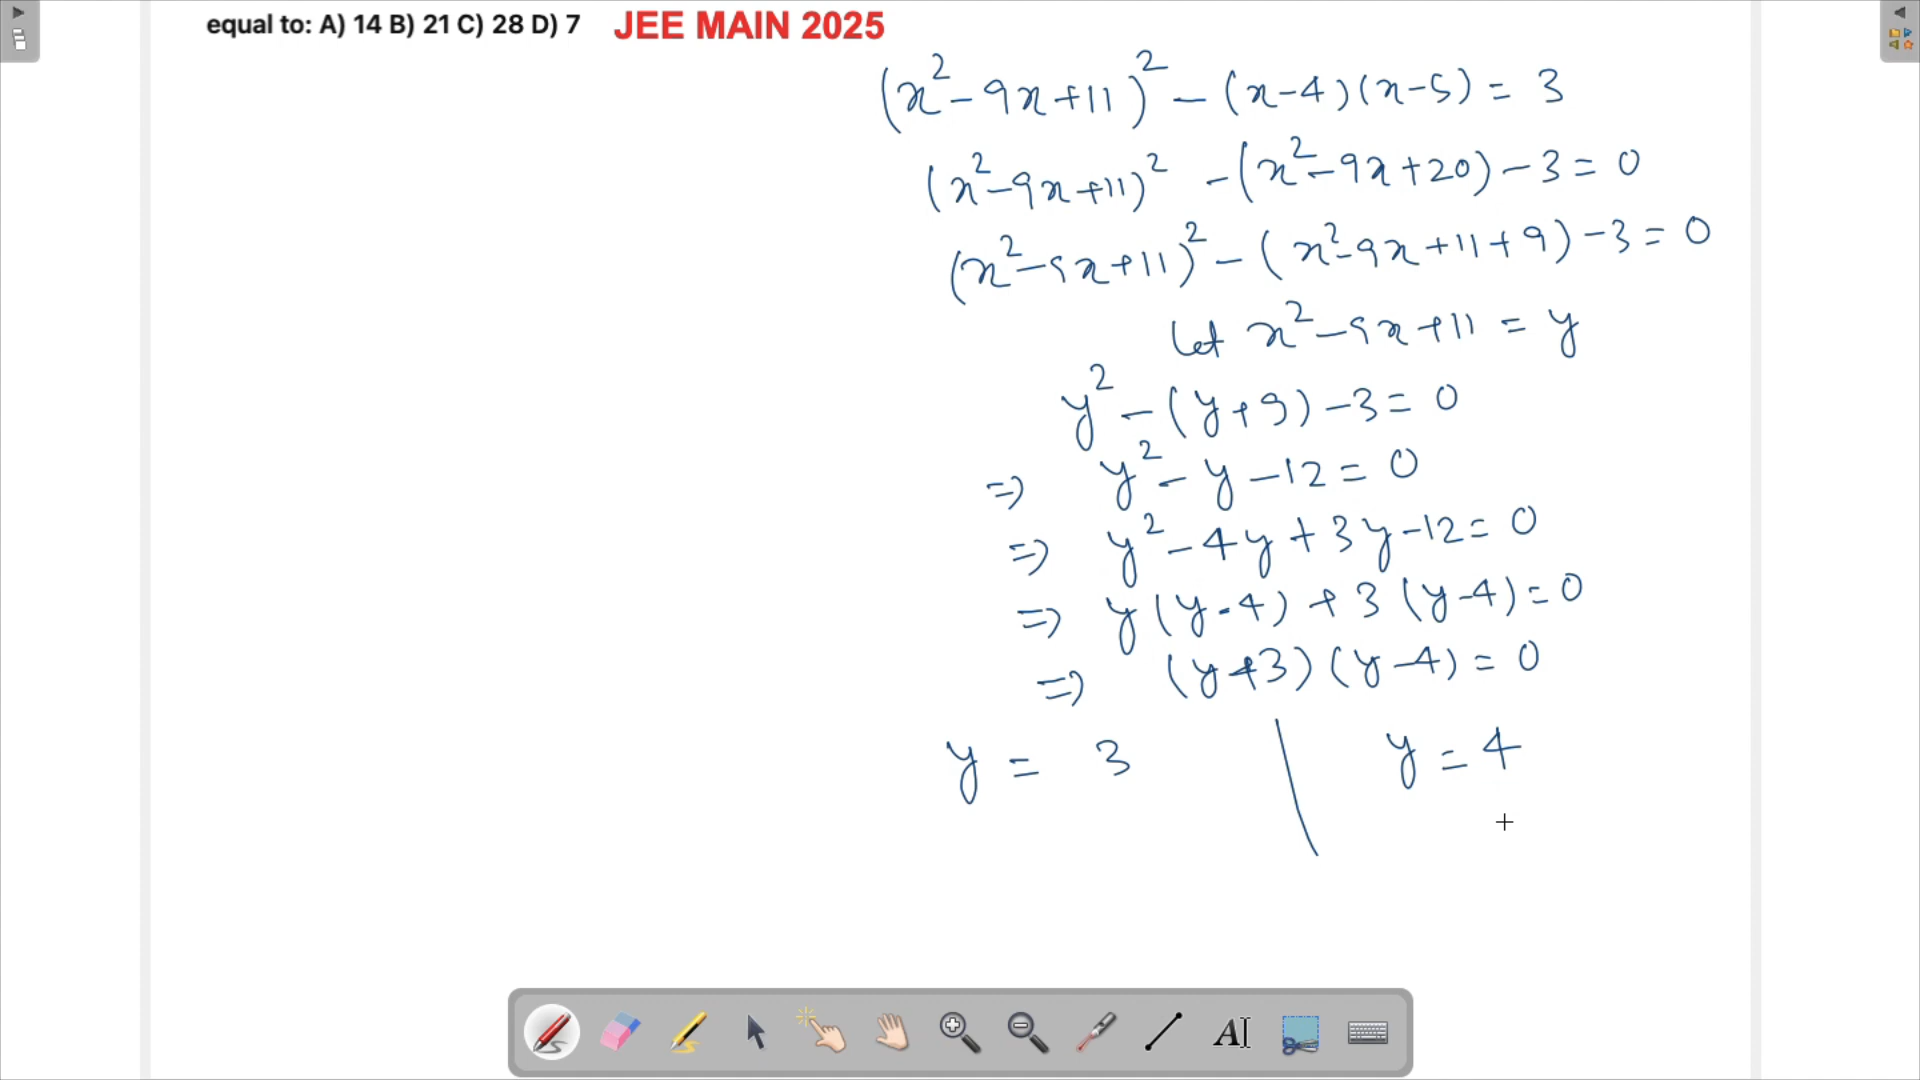 equal to: A) 14 B) 21 C) 28 D) 7 JEE MAIN 2025
(x²-9x+11)² - (x-4)(x-5) = 3
(x²-9x+11)² - (x²-9x+20) - 3 = 0
(x²-9x+11)² - (x²-9x+11+9) - 3 = 0
Let x²-9x+11 = y
y² - (y+9) - 3 = 0
⇒ y² - y - 12 = 0
⇒ y² - 4y + 3y - 12 = 0
⇒ y(y-4) + 3(y-4) = 0
⇒ (y+3)(y-4) = 0
y = 3 | y = 4